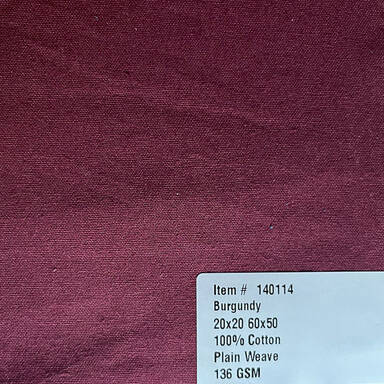 Item # 140114
Burgundy
20x20 60x50
100% Cotton
Plain Weave
136 GSM